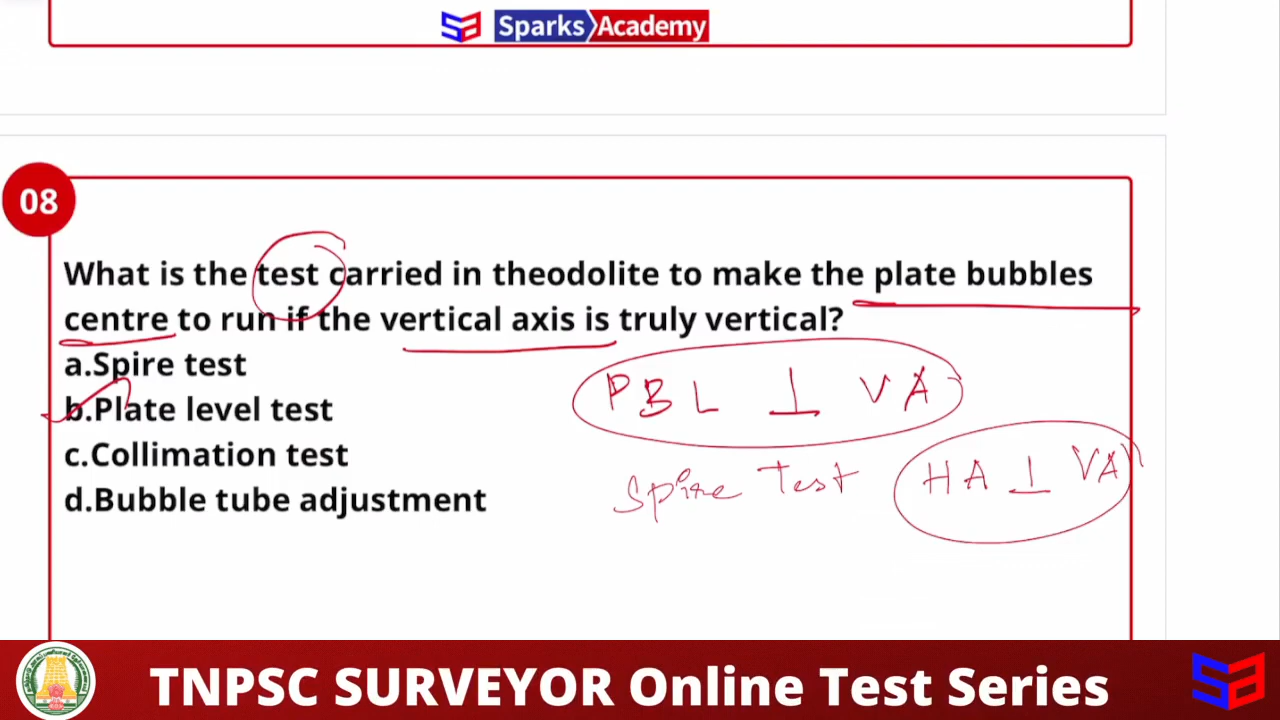 Sparks Academy
08
What is the test carried in theodolite to make the plate bubbles
centre to run if the vertical axis is truly vertical?
a.Spire test
b.Plate level test
c.Collimation test
d.Bubble tube adjustment
PBL ⊥ VA
Spire Test HA ⊥ VA
TNPSC SURVEYOR Online Test Series